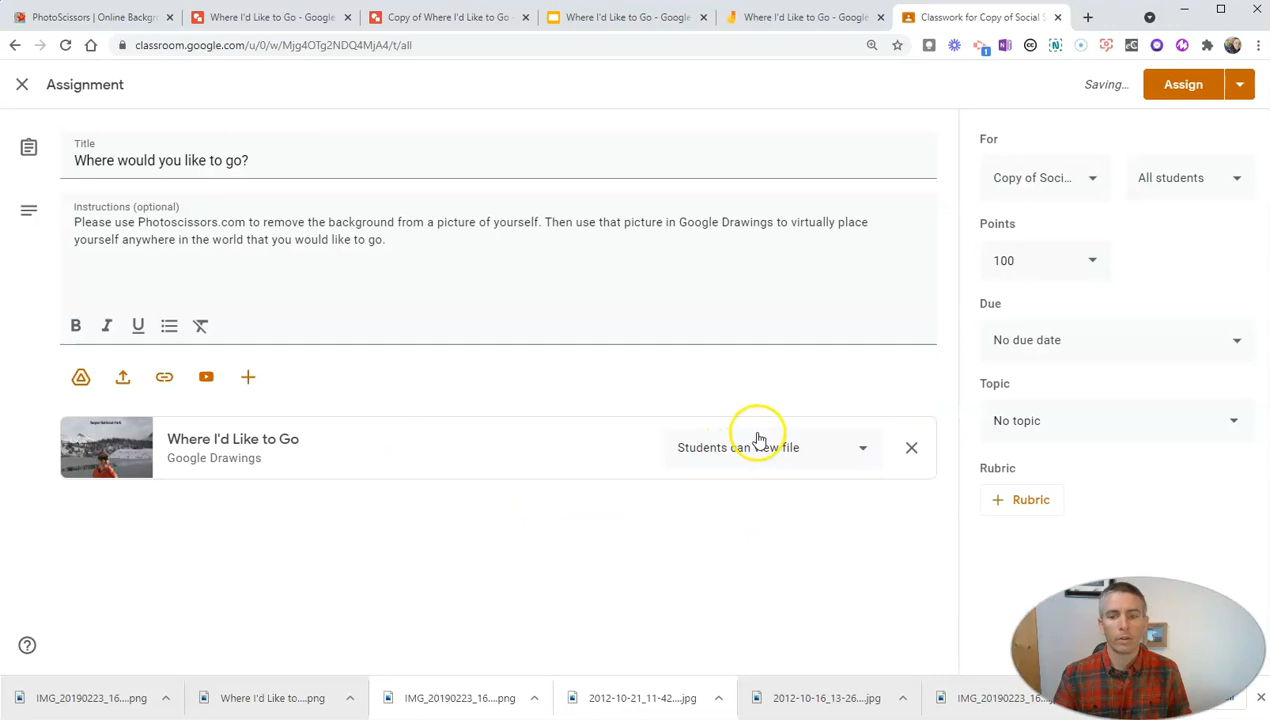 PhotoScissors | Online Backgr
Where I'd Like to Go - Google
Copy of Where I'd Like to Go -
Where I'd Like to Go - Google
Where I'd Like to Go - Google
Classwork for Copy of Social S
classroom.google.com/u/0/w/Mjg4OTg2NDQ4MjA4/t/all
Assignment
Saving...
Assign
Title
Where would you like to go?
Instructions (optional)
Please use Photoscissors.com to remove the background from a picture of yourself. Then use that picture in Google Drawings to virtually place
yourself anywhere in the world that you would like to go.
B I U
Where I'd Like to Go
Google Drawings
Students can view file
For
Copy of Soci...
All students
Points
100
Due
No due date
Topic
No topic
Rubric
+ Rubric
IMG_20190223_16....png
Where I'd Like to....png
IMG_20190223_16....png
2012-10-21_11-42....jpg
2012-10-16_13-26....jpg